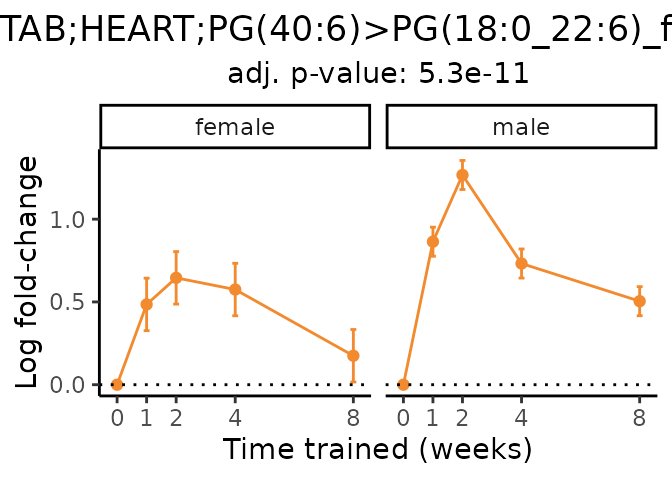 TAB;HEART;PG(40:6)>PG(18:0_22:6)_f
adj. p-value: 5.3e-11
female
male
Log fold-change
1.0
0.5
0.0
0 1 2 4 8
0 1 2 4 8
Time trained (weeks)